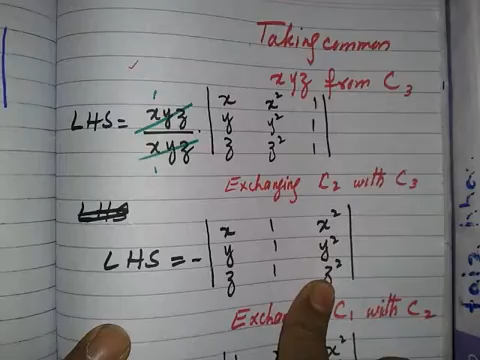 Taking common
xyz from C3
LHS = xyz/xyz · | x x² 1 |
| y y² 1 |
| z z² 1 |
Exchanging C2 with C3
LHS
LHS = - | x 1 x² |
| y 1 y² |
| z 1 z² |
C1 with C2
x²